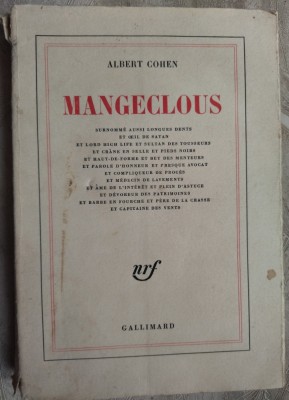 ALBERT COHEN
MANGECLOUS
SURNOMMÉ AUSSI LONGUES DENTS
ET ŒIL DE SATAN
ET LORD HIGH LIFE ET SULTAN DES TOUSSEURS
ET CRÂNE EN SELLE ET PIEDS NOIRS
ET HAUT-DE-FORME ET BEY DES MENTEURS
ET PAROLE D'HONNEUR ET PRESQUE AVOCAT
ET COMPLIQUEUR DE PROCÈS
ET MÉDECIN DE LAVEMENTS
ET ÂME DE L'INTÉRÊT ET PLEIN D'ASTUCE
ET DÉVOREUR DES PATRIMOINES
ET BARBE EN FOURCHE ET PÈRE DE LA CRASSE
ET CAPITAINE DES VENTS
nrf
GALLIMARD